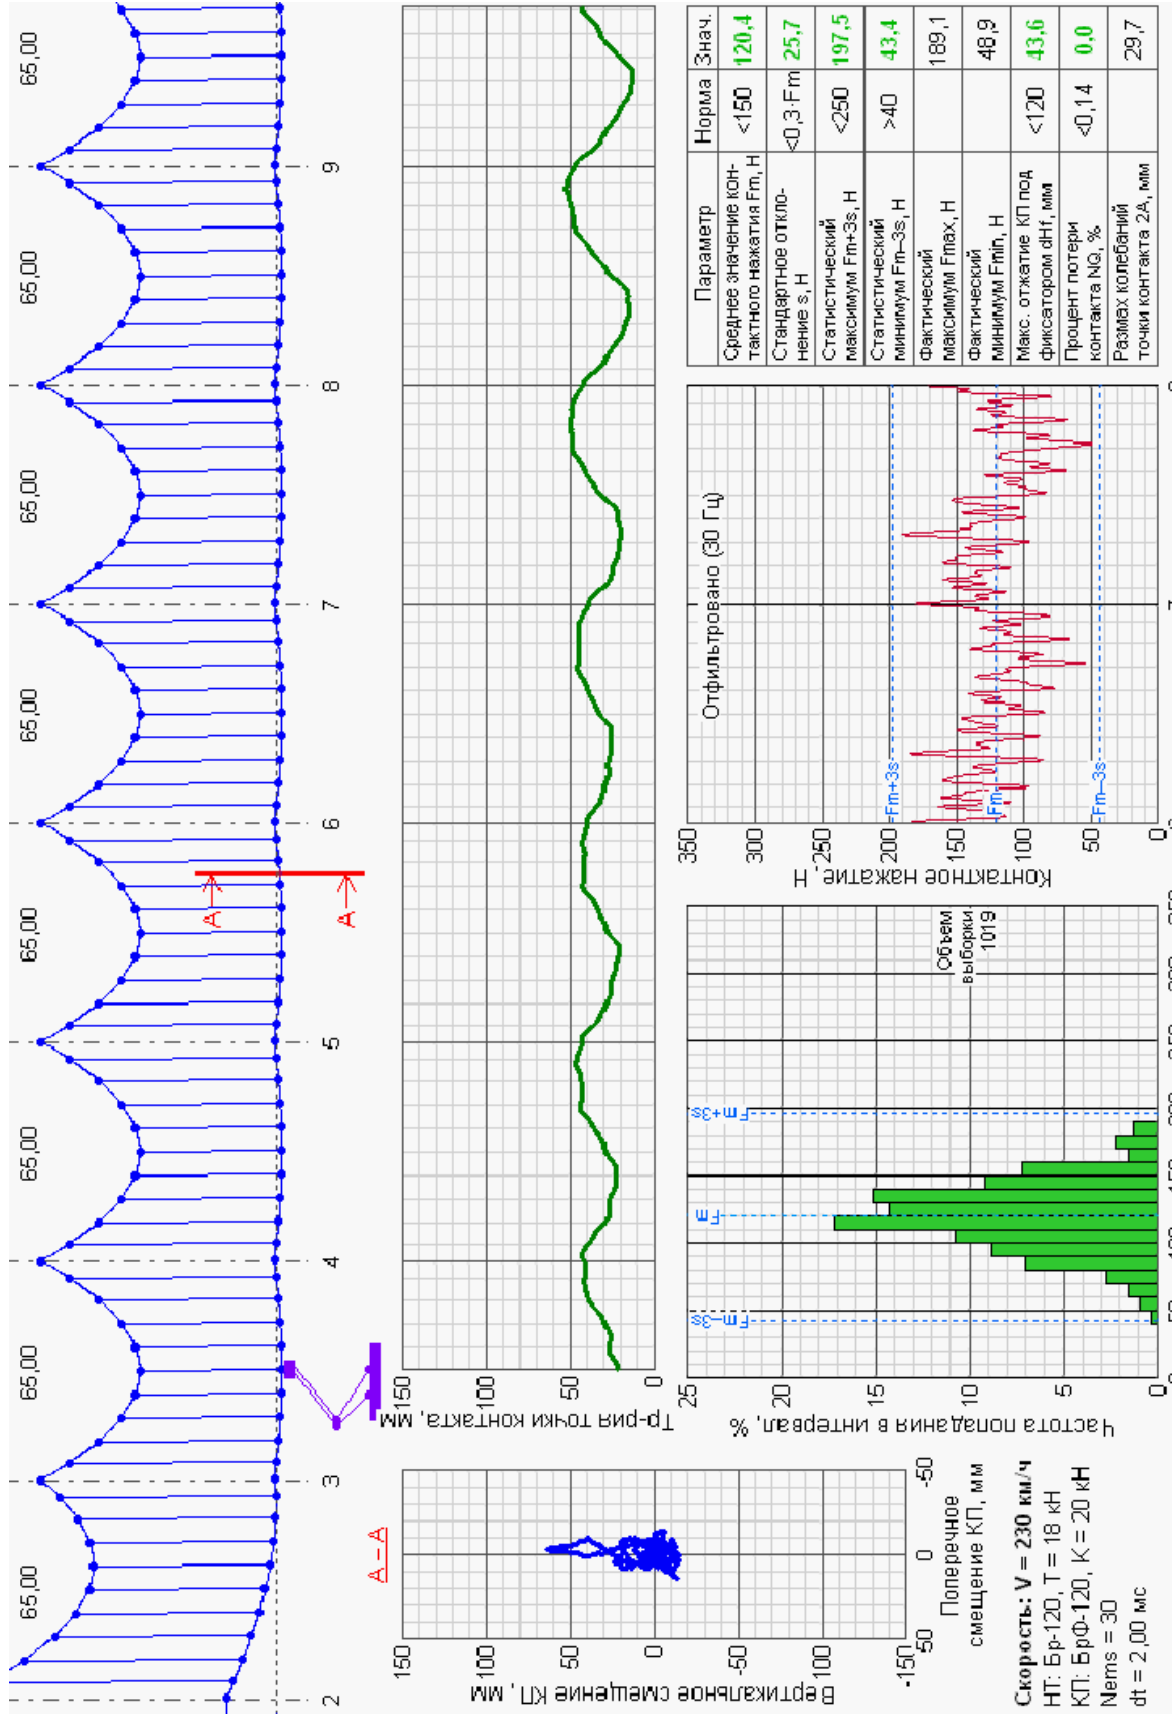 65,00
65,00
65,00
65,00
65,00
65,00
65,00
65,00
2
3
4
5
6
7
8
9
А
А
А – А
150
100
50
0
-50
-100
-150
Вертикальное смещение КП, мм
50
0
-50
Поперечное
смещение КП, мм
150
100
50
0
Тр-рия точки контакта, мм
Скорость: V = 230 км/ч
НТ: Бр-120, Т = 18 кН
КП: БрФ-120, К = 20 кН
Nems = 30
dt = 2,00 мс
25
20
15
10
5
0
Частота попадания в интервал, %
Fm–3s
Fm
Fm+3s
Объем
выборки
1019
350
300
250
200
150
100
50
0
Контактное нажатие, Н
Отфильтровано (30 Гц)
Fm+3s
Fm
Fm–3s
Параметр Норма Знач.
Среднее значение кон-
тактного нажатия Fm, Н <150 120,4
Стандартное откло-
нение s, Н <0,3·Fm 25,7
Статистический
максимум Fm+3s, Н <250 197,5
Статистический
минимум Fm–3s, Н >40 43,4
Фактический
максимум Fmax, Н 189,1
Фактический
минимум Fmin, Н 48,9
Макс. отжатие КП под
фиксатором dHf, мм <120 43,6
Процент потери
контакта NQ, % <0,14 0,0
Размах колебаний
точки контакта 2А, мм 29,7